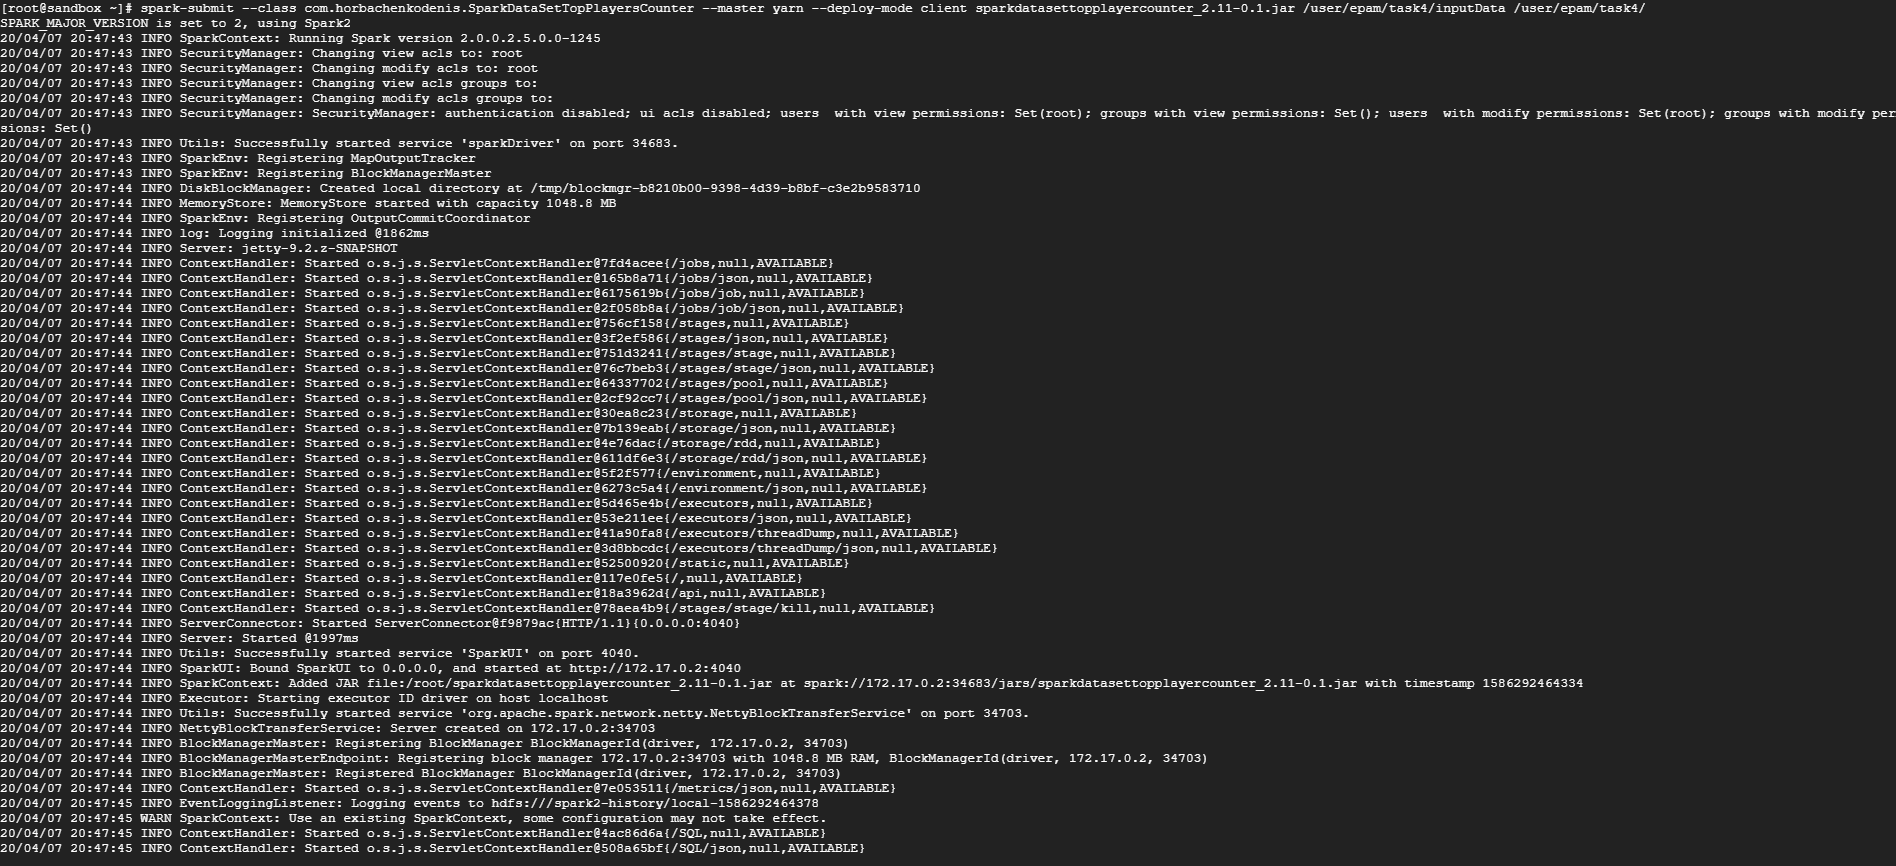 [root@sandbox ~]# spark-submit --class com.horbachenkodenis.SparkDataSetTopPlayersCounter --master yarn --deploy-mode client sparkdatasettopplayercounter_2.11-0.1.jar /user/epam/task4/inputData /user/epam/task4/
SPARK_MAJOR_VERSION is set to 2, using Spark2
20/04/07 20:47:43 INFO SparkContext: Running Spark version 2.0.0.2.5.0.0-1245
20/04/07 20:47:43 INFO SecurityManager: Changing view acls to: root
20/04/07 20:47:43 INFO SecurityManager: Changing modify acls to: root
20/04/07 20:47:43 INFO SecurityManager: Changing view acls groups to:
20/04/07 20:47:43 INFO SecurityManager: Changing modify acls groups to:
20/04/07 20:47:43 INFO SecurityManager: SecurityManager: authentication disabled; ui acls disabled; users  with view permissions: Set(root); groups with view permissions: Set(); users  with modify permissions: Set(root); groups with modify per
sions: Set()
20/04/07 20:47:43 INFO Utils: Successfully started service 'sparkDriver' on port 34683.
20/04/07 20:47:43 INFO SparkEnv: Registering MapOutputTracker
20/04/07 20:47:43 INFO SparkEnv: Registering BlockManagerMaster
20/04/07 20:47:44 INFO DiskBlockManager: Created local directory at /tmp/blockmgr-b8210b00-9398-4d39-b8bf-c3e2b9583710
20/04/07 20:47:44 INFO MemoryStore: MemoryStore started with capacity 1048.8 MB
20/04/07 20:47:44 INFO SparkEnv: Registering OutputCommitCoordinator
20/04/07 20:47:44 INFO log: Logging initialized @1862ms
20/04/07 20:47:44 INFO Server: jetty-9.2.z-SNAPSHOT
20/04/07 20:47:44 INFO ContextHandler: Started o.s.j.s.ServletContextHandler@7fd4acee{/jobs,null,AVAILABLE}
20/04/07 20:47:44 INFO ContextHandler: Started o.s.j.s.ServletContextHandler@165b8a71{/jobs/json,null,AVAILABLE}
20/04/07 20:47:44 INFO ContextHandler: Started o.s.j.s.ServletContextHandler@6175619b{/jobs/job,null,AVAILABLE}
20/04/07 20:47:44 INFO ContextHandler: Started o.s.j.s.ServletContextHandler@2f058b8a{/jobs/job/json,null,AVAILABLE}
20/04/07 20:47:44 INFO ContextHandler: Started o.s.j.s.ServletContextHandler@756cf158{/stages,null,AVAILABLE}
20/04/07 20:47:44 INFO ContextHandler: Started o.s.j.s.ServletContextHandler@3f2ef586{/stages/json,null,AVAILABLE}
20/04/07 20:47:44 INFO ContextHandler: Started o.s.j.s.ServletContextHandler@751d3241{/stages/stage,null,AVAILABLE}
20/04/07 20:47:44 INFO ContextHandler: Started o.s.j.s.ServletContextHandler@76c7beb3{/stages/stage/json,null,AVAILABLE}
20/04/07 20:47:44 INFO ContextHandler: Started o.s.j.s.ServletContextHandler@64337702{/stages/pool,null,AVAILABLE}
20/04/07 20:47:44 INFO ContextHandler: Started o.s.j.s.ServletContextHandler@2cf92cc7{/stages/pool/json,null,AVAILABLE}
20/04/07 20:47:44 INFO ContextHandler: Started o.s.j.s.ServletContextHandler@30ea8c23{/storage,null,AVAILABLE}
20/04/07 20:47:44 INFO ContextHandler: Started o.s.j.s.ServletContextHandler@7b139eab{/storage/json,null,AVAILABLE}
20/04/07 20:47:44 INFO ContextHandler: Started o.s.j.s.ServletContextHandler@4e76dac{/storage/rdd,null,AVAILABLE}
20/04/07 20:47:44 INFO ContextHandler: Started o.s.j.s.ServletContextHandler@611df6e3{/storage/rdd/json,null,AVAILABLE}
20/04/07 20:47:44 INFO ContextHandler: Started o.s.j.s.ServletContextHandler@5f2f577{/environment,null,AVAILABLE}
20/04/07 20:47:44 INFO ContextHandler: Started o.s.j.s.ServletContextHandler@6273c5a4{/environment/json,null,AVAILABLE}
20/04/07 20:47:44 INFO ContextHandler: Started o.s.j.s.ServletContextHandler@5d465e4b{/executors,null,AVAILABLE}
20/04/07 20:47:44 INFO ContextHandler: Started o.s.j.s.ServletContextHandler@53e211ee{/executors/json,null,AVAILABLE}
20/04/07 20:47:44 INFO ContextHandler: Started o.s.j.s.ServletContextHandler@41a90fa8{/executors/threadDump,null,AVAILABLE}
20/04/07 20:47:44 INFO ContextHandler: Started o.s.j.s.ServletContextHandler@3d8bbcdc{/executors/threadDump/json,null,AVAILABLE}
20/04/07 20:47:44 INFO ContextHandler: Started o.s.j.s.ServletContextHandler@52500920{/static,null,AVAILABLE}
20/04/07 20:47:44 INFO ContextHandler: Started o.s.j.s.ServletContextHandler@117e0fe5{/,null,AVAILABLE}
20/04/07 20:47:44 INFO ContextHandler: Started o.s.j.s.ServletContextHandler@18a3962d{/api,null,AVAILABLE}
20/04/07 20:47:44 INFO ContextHandler: Started o.s.j.s.ServletContextHandler@78aea4b9{/stages/stage/kill,null,AVAILABLE}
20/04/07 20:47:44 INFO ServerConnector: Started ServerConnector@f9879ac{HTTP/1.1}{0.0.0.0:4040}
20/04/07 20:47:44 INFO Server: Started @1997ms
20/04/07 20:47:44 INFO Utils: Successfully started service 'SparkUI' on port 4040.
20/04/07 20:47:44 INFO SparkUI: Bound SparkUI to 0.0.0.0, and started at http://172.17.0.2:4040
20/04/07 20:47:44 INFO SparkContext: Added JAR file:/root/sparkdatasettopplayercounter_2.11-0.1.jar at spark://172.17.0.2:34683/jars/sparkdatasettopplayercounter_2.11-0.1.jar with timestamp 1586292464334
20/04/07 20:47:44 INFO Executor: Starting executor ID driver on host localhost
20/04/07 20:47:44 INFO Utils: Successfully started service 'org.apache.spark.network.netty.NettyBlockTransferService' on port 34703.
20/04/07 20:47:44 INFO NettyBlockTransferService: Server created on 172.17.0.2:34703
20/04/07 20:47:44 INFO BlockManagerMaster: Registering BlockManager BlockManagerId(driver, 172.17.0.2, 34703)
20/04/07 20:47:44 INFO BlockManagerMasterEndpoint: Registering block manager 172.17.0.2:34703 with 1048.8 MB RAM, BlockManagerId(driver, 172.17.0.2, 34703)
20/04/07 20:47:44 INFO BlockManagerMaster: Registered BlockManager BlockManagerId(driver, 172.17.0.2, 34703)
20/04/07 20:47:44 INFO ContextHandler: Started o.s.j.s.ServletContextHandler@7e053511{/metrics/json,null,AVAILABLE}
20/04/07 20:47:45 INFO EventLoggingListener: Logging events to hdfs:///spark2-history/local-1586292464378
20/04/07 20:47:45 WARN SparkContext: Use an existing SparkContext, some configuration may not take effect.
20/04/07 20:47:45 INFO ContextHandler: Started o.s.j.s.ServletContextHandler@4ac86d6a{/SQL,null,AVAILABLE}
20/04/07 20:47:45 INFO ContextHandler: Started o.s.j.s.ServletContextHandler@508a65bf{/SQL/json,null,AVAILABLE}